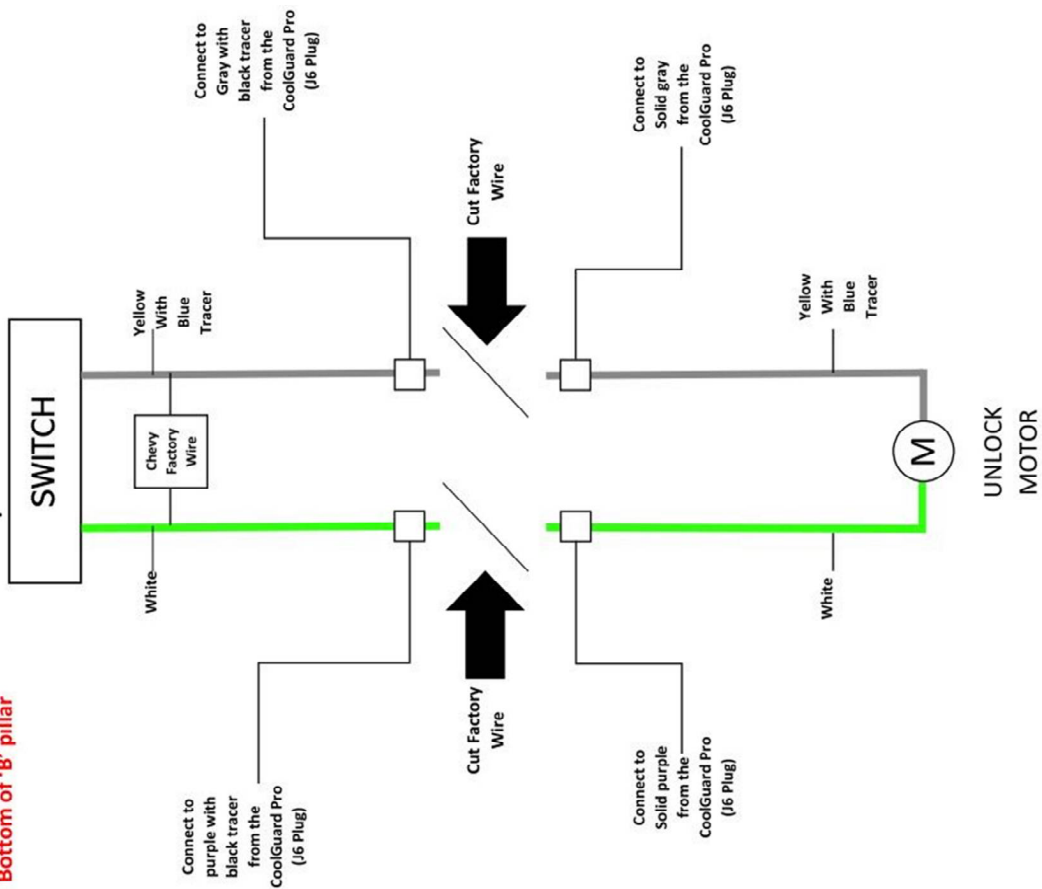 Bottom of 'B' pillar
SWITCH
Chevy
Factory
Wire
White
Yellow
With
Blue
Tracer
Connect to
purple with
black tracer
from the
CoolGuard Pro
(J6 Plug)
Connect to
Gray with
black tracer
from the
CoolGuard Pro
(J6 Plug)
Cut Factory
Wire
Cut Factory
Wire
Connect to
Solid purple
from the
CoolGuard Pro
(J6 Plug)
Connect to
Solid gray
from the
CoolGuard Pro
(J6 Plug)
White
Yellow
With
Blue
Tracer
M
UNLOCK
MOTOR